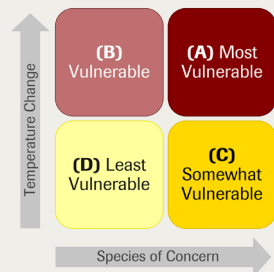 Temperature Change
(B)
Vulnerable
(A) Most
Vulnerable
(D) Least
Vulnerable
(C)
Somewhat
Vulnerable
Species of Concern